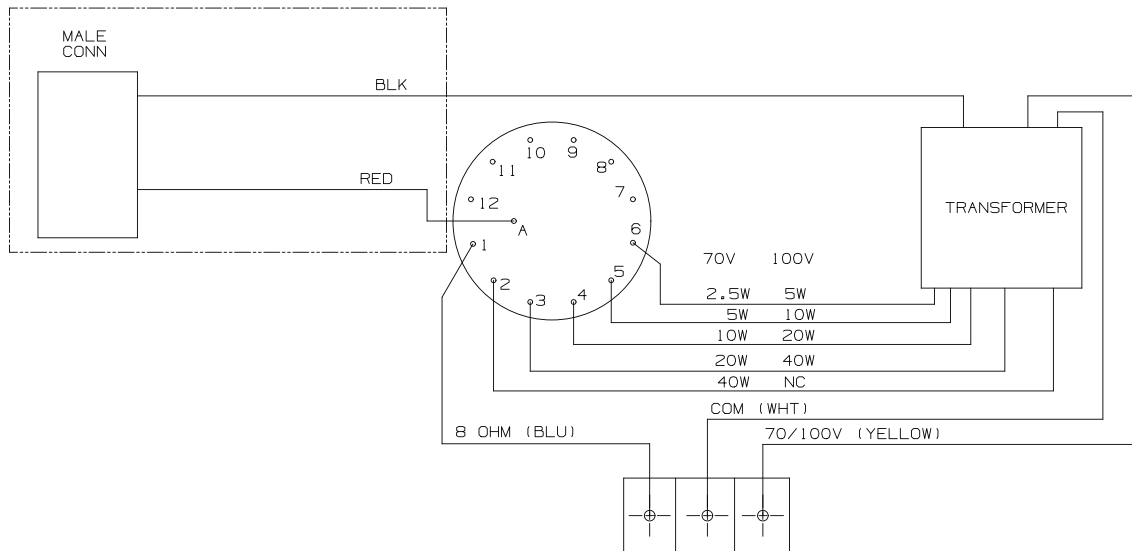 MALE
CONN
BLK
RED
10
9
11
8
12
7
A
1
6
2
5
3
4
70V 100V
2.5W 5W
5W 10W
10W 20W
20W 40W
40W NC
TRANSFORMER
COM (WHT)
8 OHM (BLU)
70/100V (YELLOW)